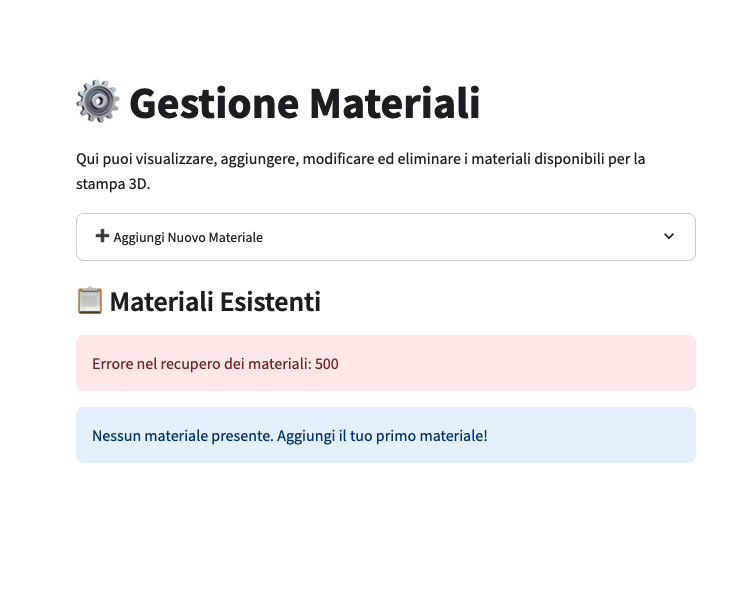 Gestione Materiali
Qui puoi visualizzare, aggiungere, modificare ed eliminare i materiali disponibili per la
stampa 3D.
Aggiungi Nuovo Materiale
Materiali Esistenti
Errore nel recupero dei materiali: 500
Nessun materiale presente. Aggiungi il tuo primo materiale!